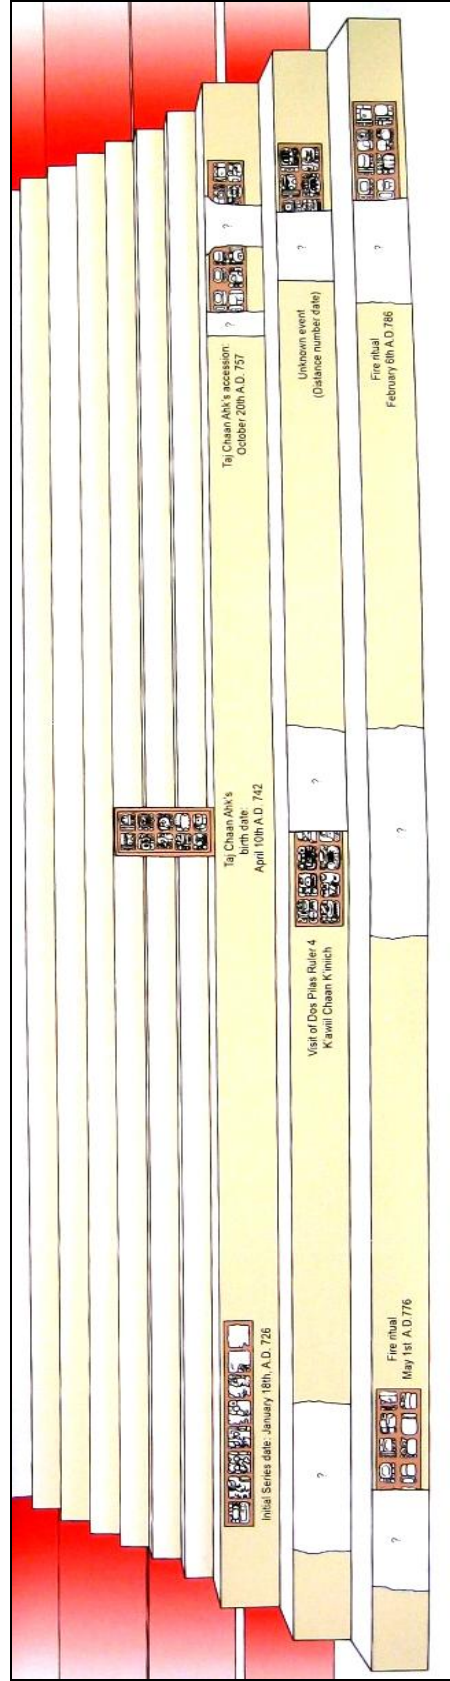 Initial Series date: January 18th, A.D. 726
Taj Chaan Ahk's
birth date:
April 10th A.D. 742
Taj Chaan Ahk's accession:
October 20th A.D. 757
?
?
?
Visit of Dos Pilas Ruler 4
K'awiil Chaan K'iniich
?
Unknown event
(Distance number date)
?
?
Fire ritual
May 1st A.D.776
?
Fire ritual
February 6th A.D.786
?